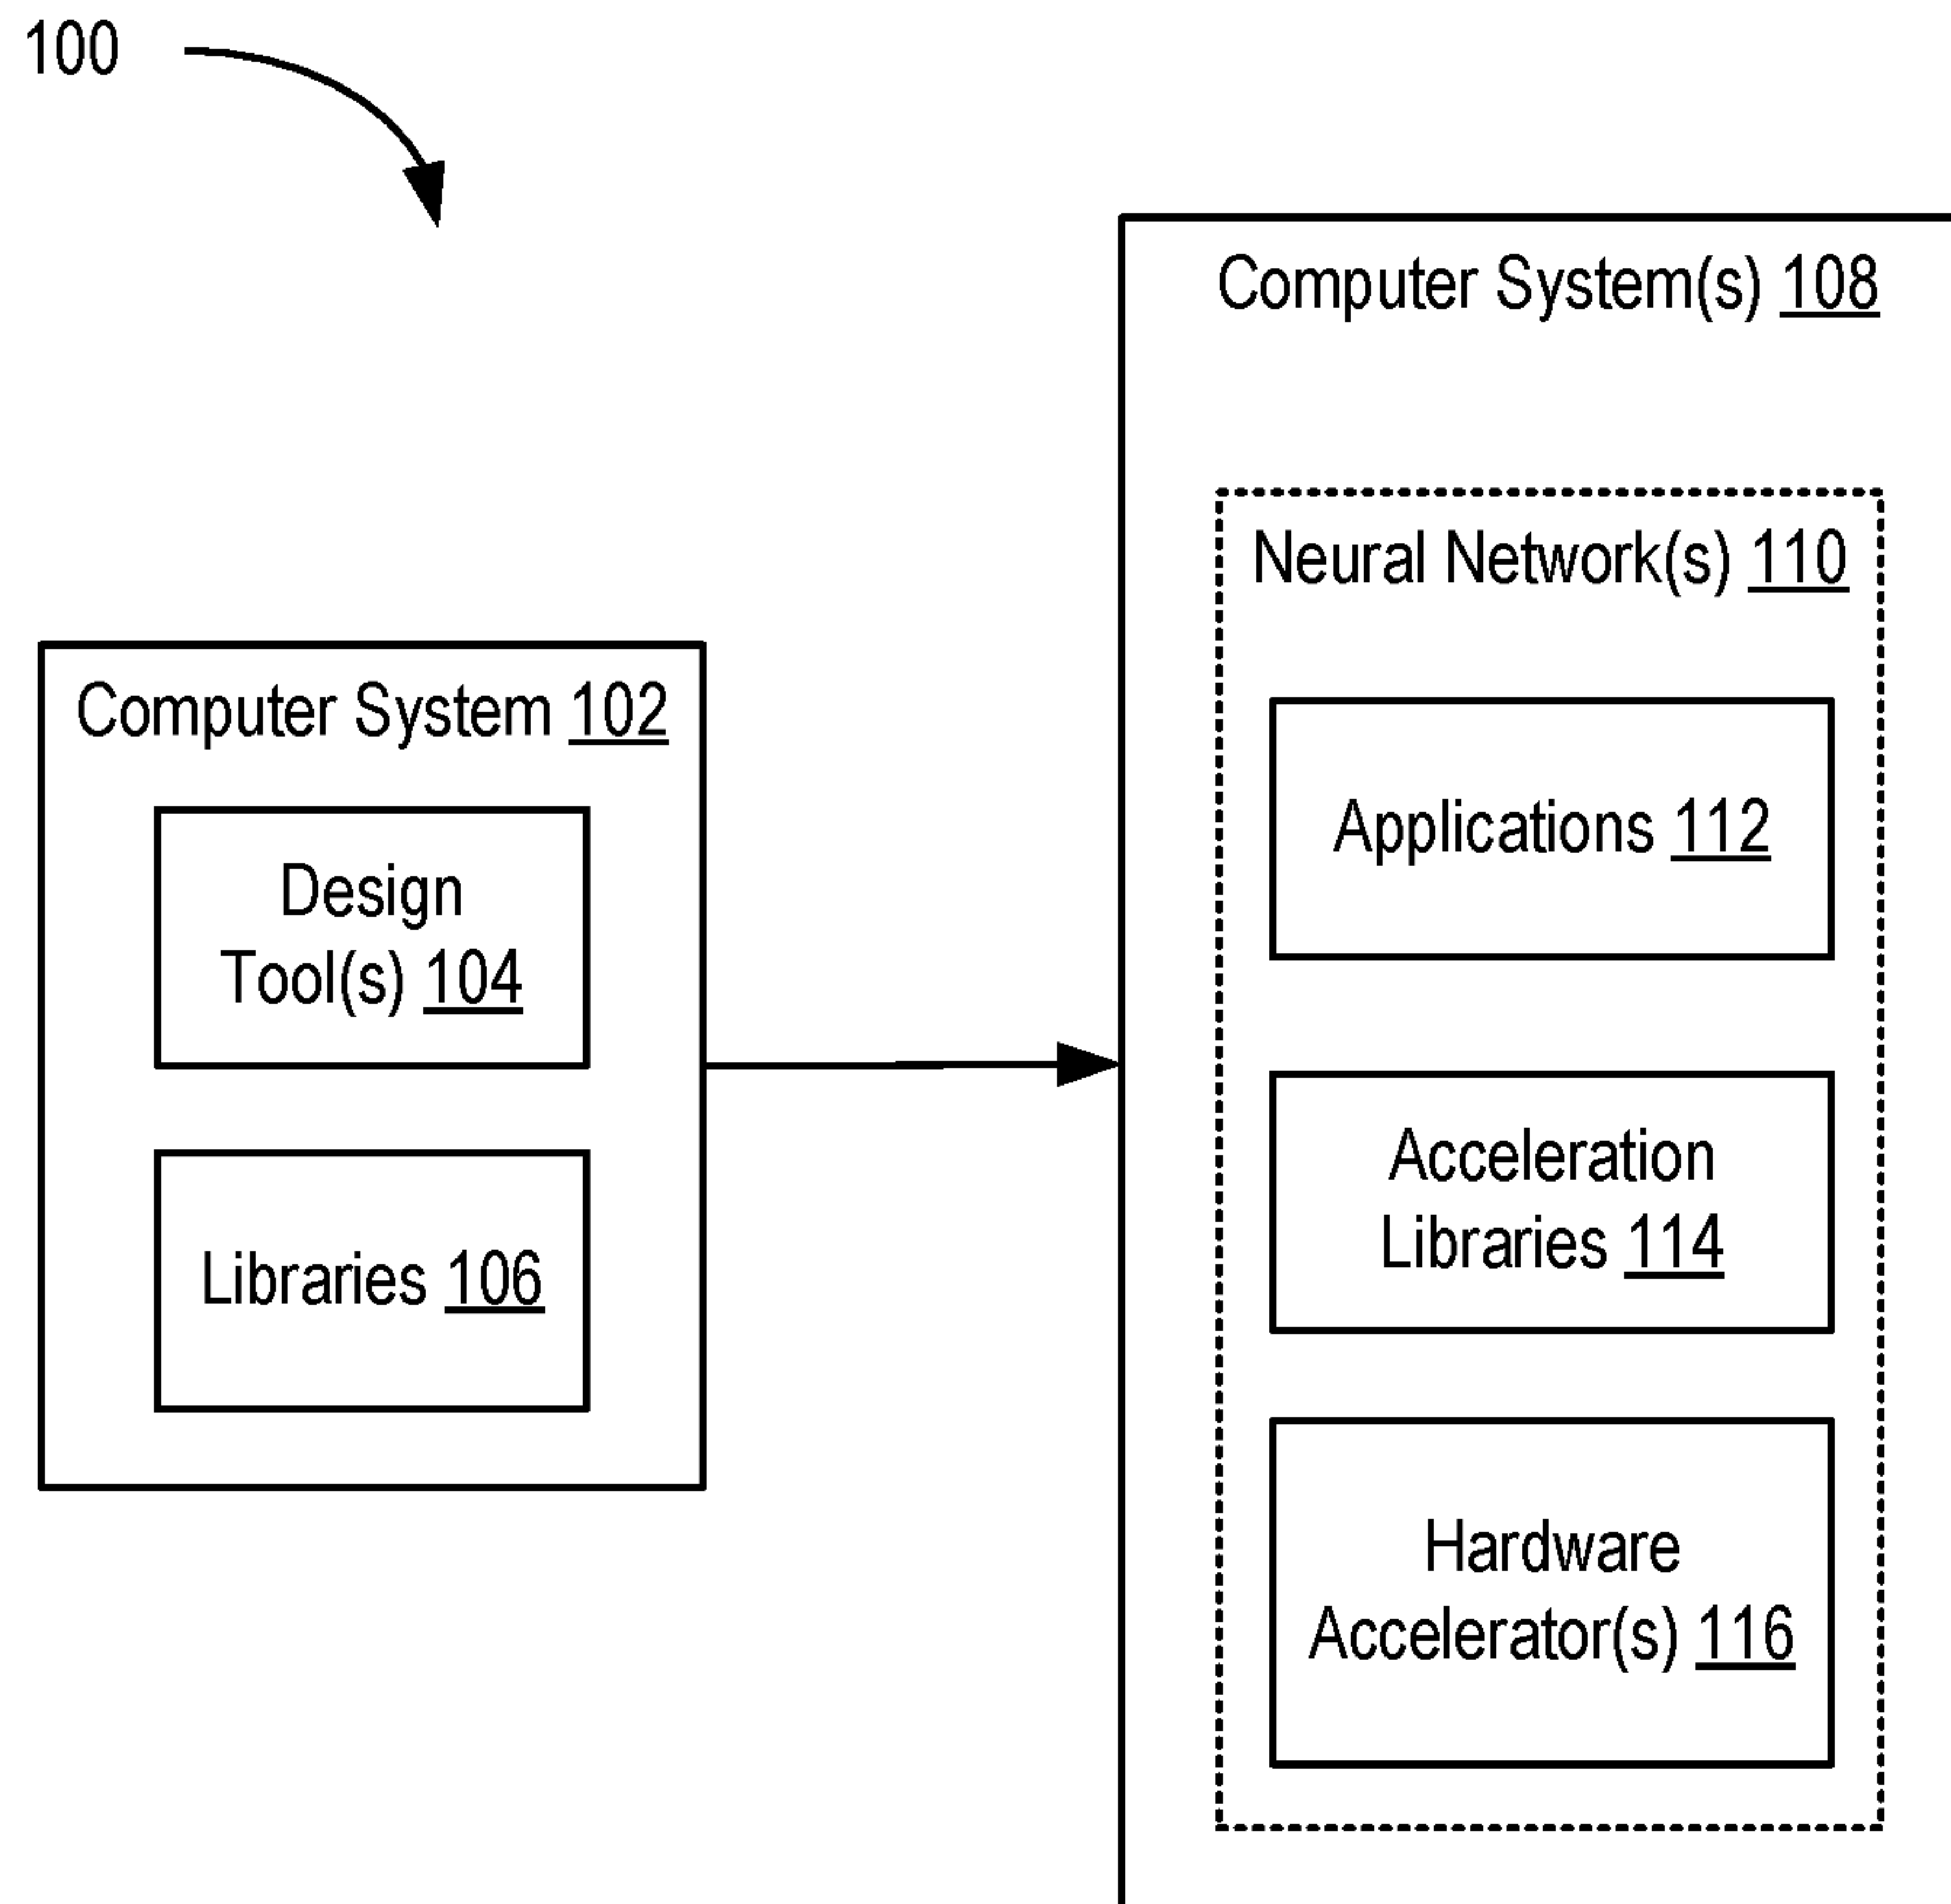 100
Computer System(s) 108
Neural Network(s) 110
Computer System 102
Applications 112
Design
Tool(s) 104
Acceleration
Libraries 114
Libraries 106
Hardware
Accelerator(s) 116